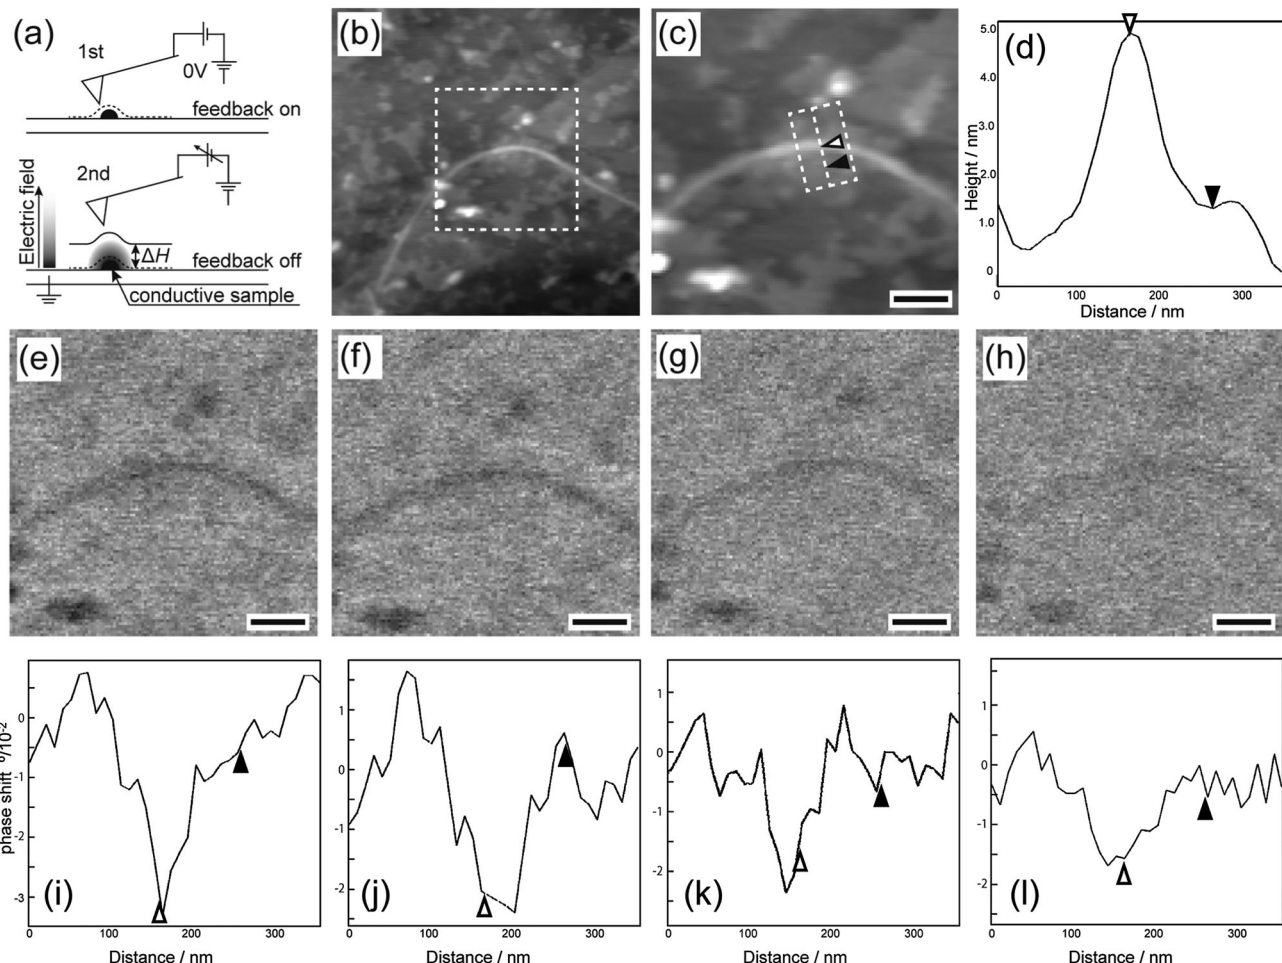 (a)
1st
0V
feedback on
2nd
Electric field
ΔH
feedback off
conductive sample
(b)
(c)
(d)
Height / nm
5.0
4.0
3.0
2.0
1.0
0
0 100 200 300
Distance / nm
(e)
(f)
(g)
(h)
phase shift °/10-2
0
-1
-2
-3
(i)
0 100 200 300
Distance / nm
1
0
-1
-2
(j)
0 100 200 300
Distance / nm
1
0
-1
-2
(k)
0 100 200 300
Distance / nm
1
0
-1
-2
(l)
0 100 200 300
Distance / nm